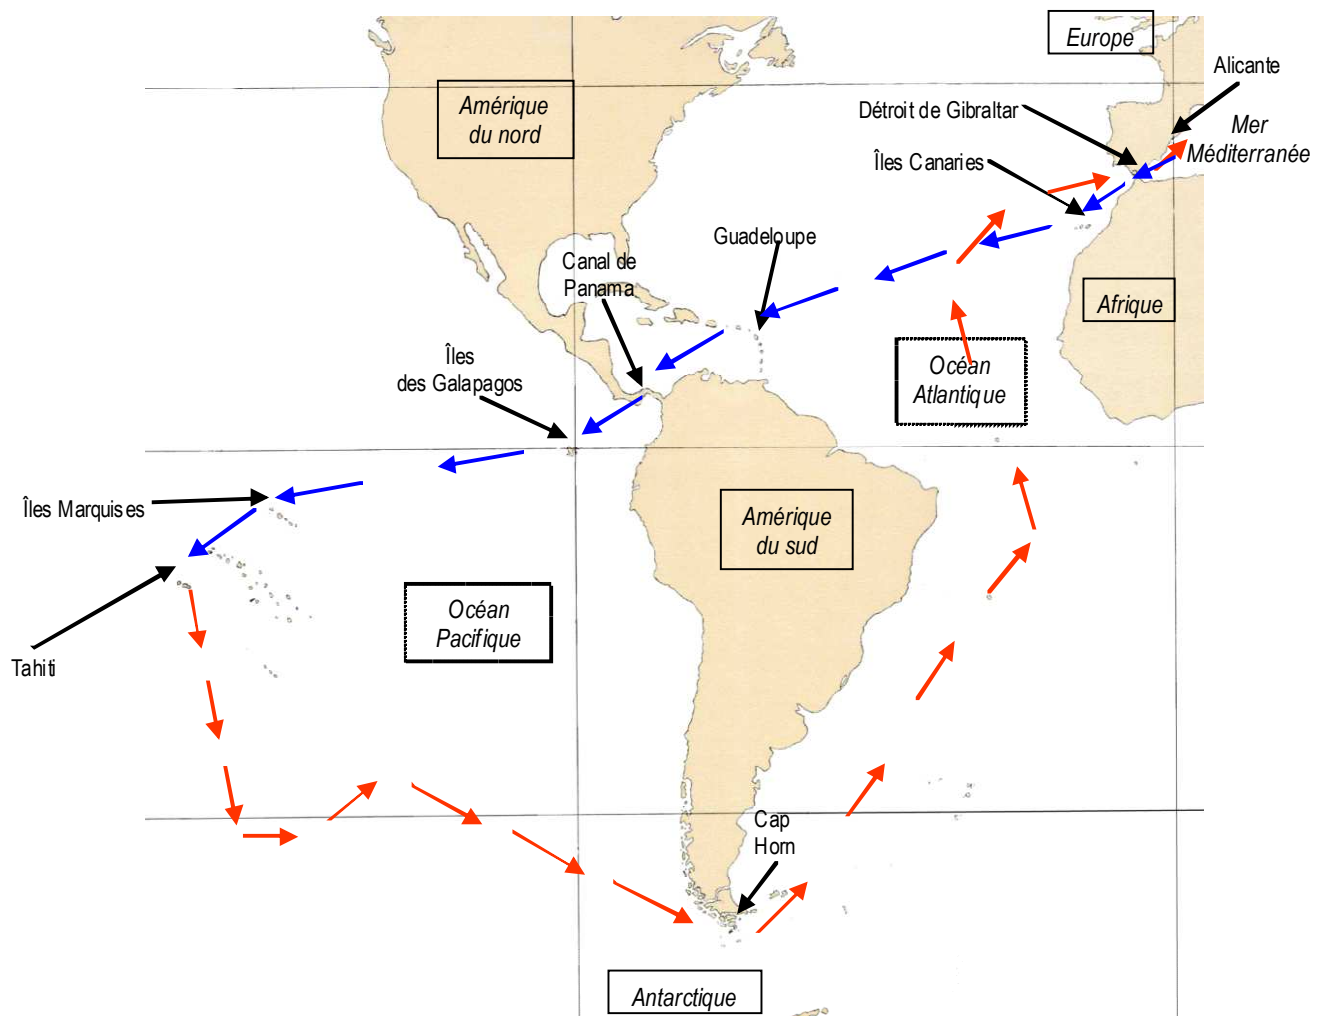 Europe
Alicante
Amérique
du nord
Détroit de Gibraltar
Mer
Méditerranée
Îles Canaries
Guadeloupe
Canal de
Panama
Afrique
Îles
des Galapagos
Océan
Atlantique
Îles Marquises
Amérique
du sud
Océan
Pacifique
Tahiti
Cap
Horn
Antarctique